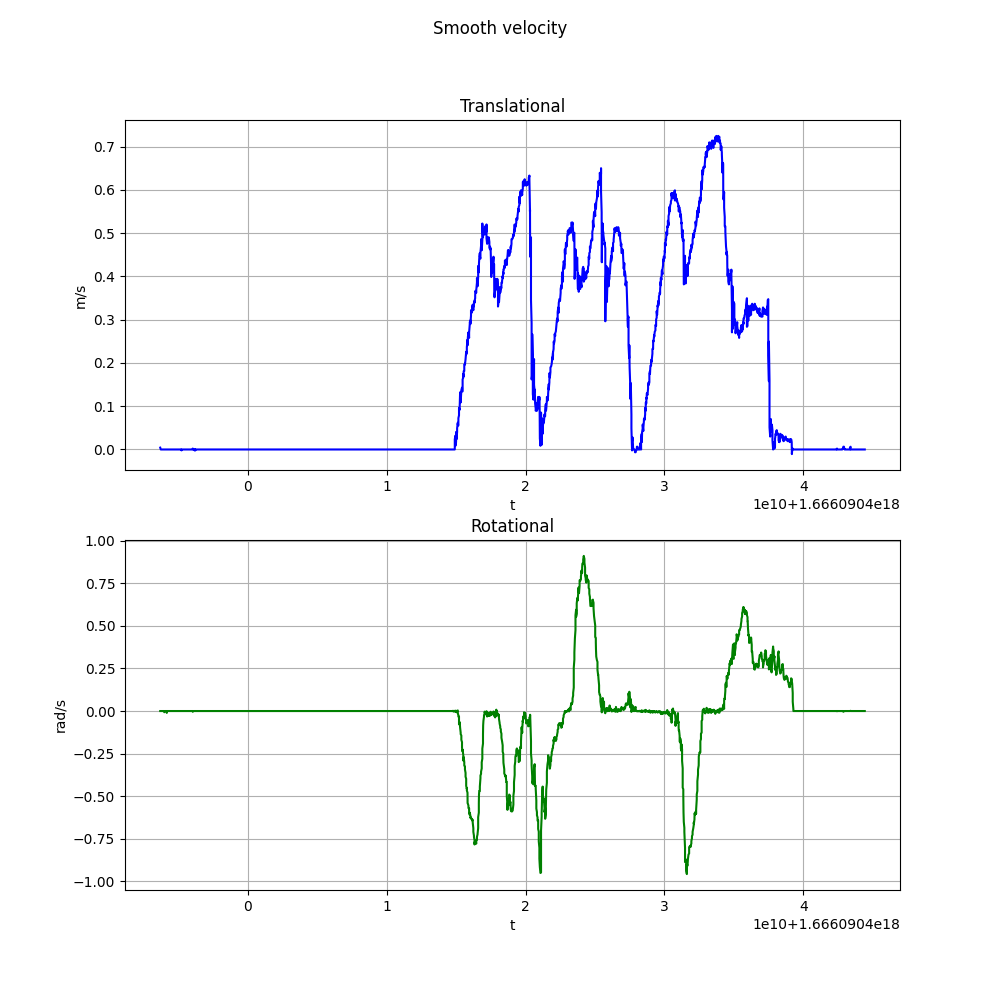 Smooth velocity
Translational
0.7
0.6
0.5
0.4
0.3
0.2
0.1
0.0
m/s
0 1 2 3 4
t
1e10+1.6660904e18
Rotational
1.00
0.75
0.50
0.25
0.00
−0.25
−0.50
−0.75
−1.00
rad/s
0 1 2 3 4
t
1e10+1.6660904e18